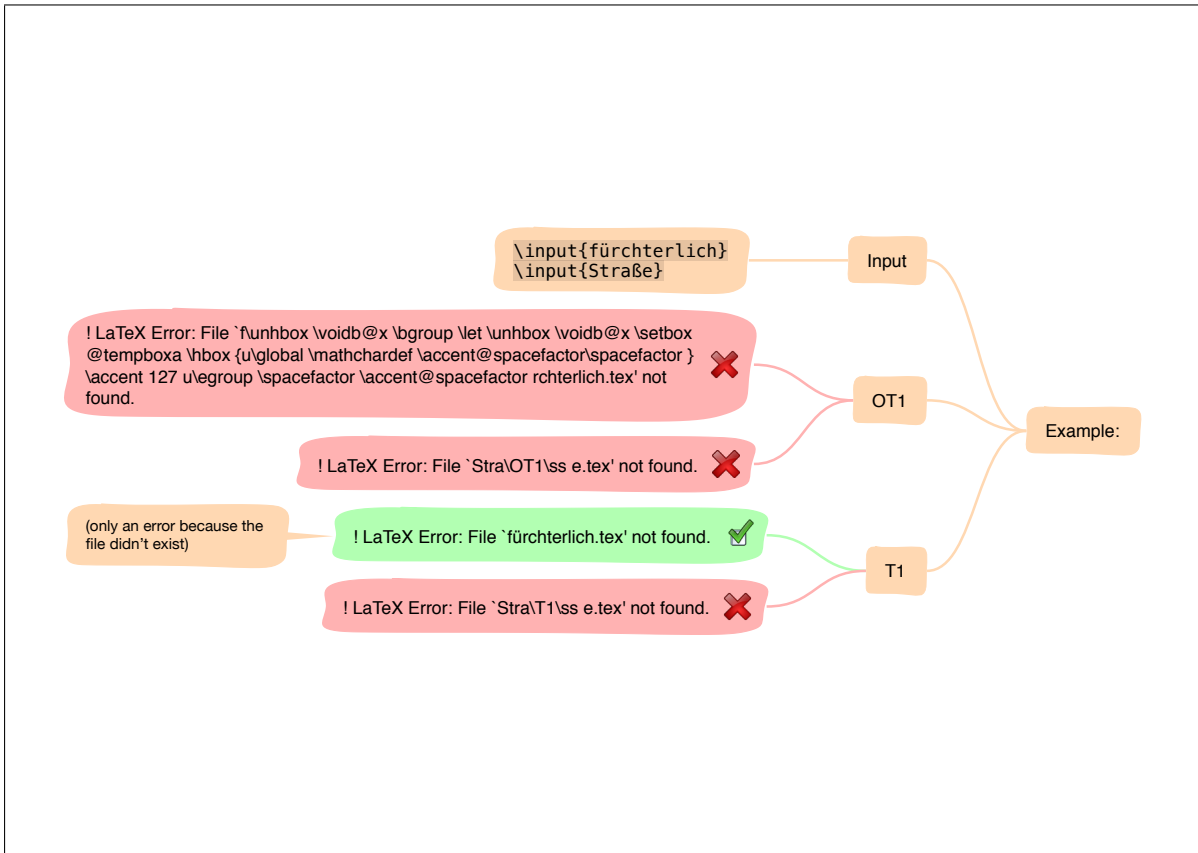 \input{fürchterlich}
\input{Straße}
Input
! LaTeX Error: File `f\unhbox \voidb@x \bgroup \let \unhbox \voidb@x \setbox
@tempboxa \hbox {u\global \mathchardef \accent@spacefactor\spacefactor }
\accent 127 u\egroup \spacefactor \accent@spacefactor rchterlich.tex' not
found.
OT1
Example:
! LaTeX Error: File `Stra\OT1\ss e.tex' not found.
(only an error because the
file didn't exist)
! LaTeX Error: File `fürchterlich.tex' not found.
T1
! LaTeX Error: File `Stra\T1\ss e.tex' not found.